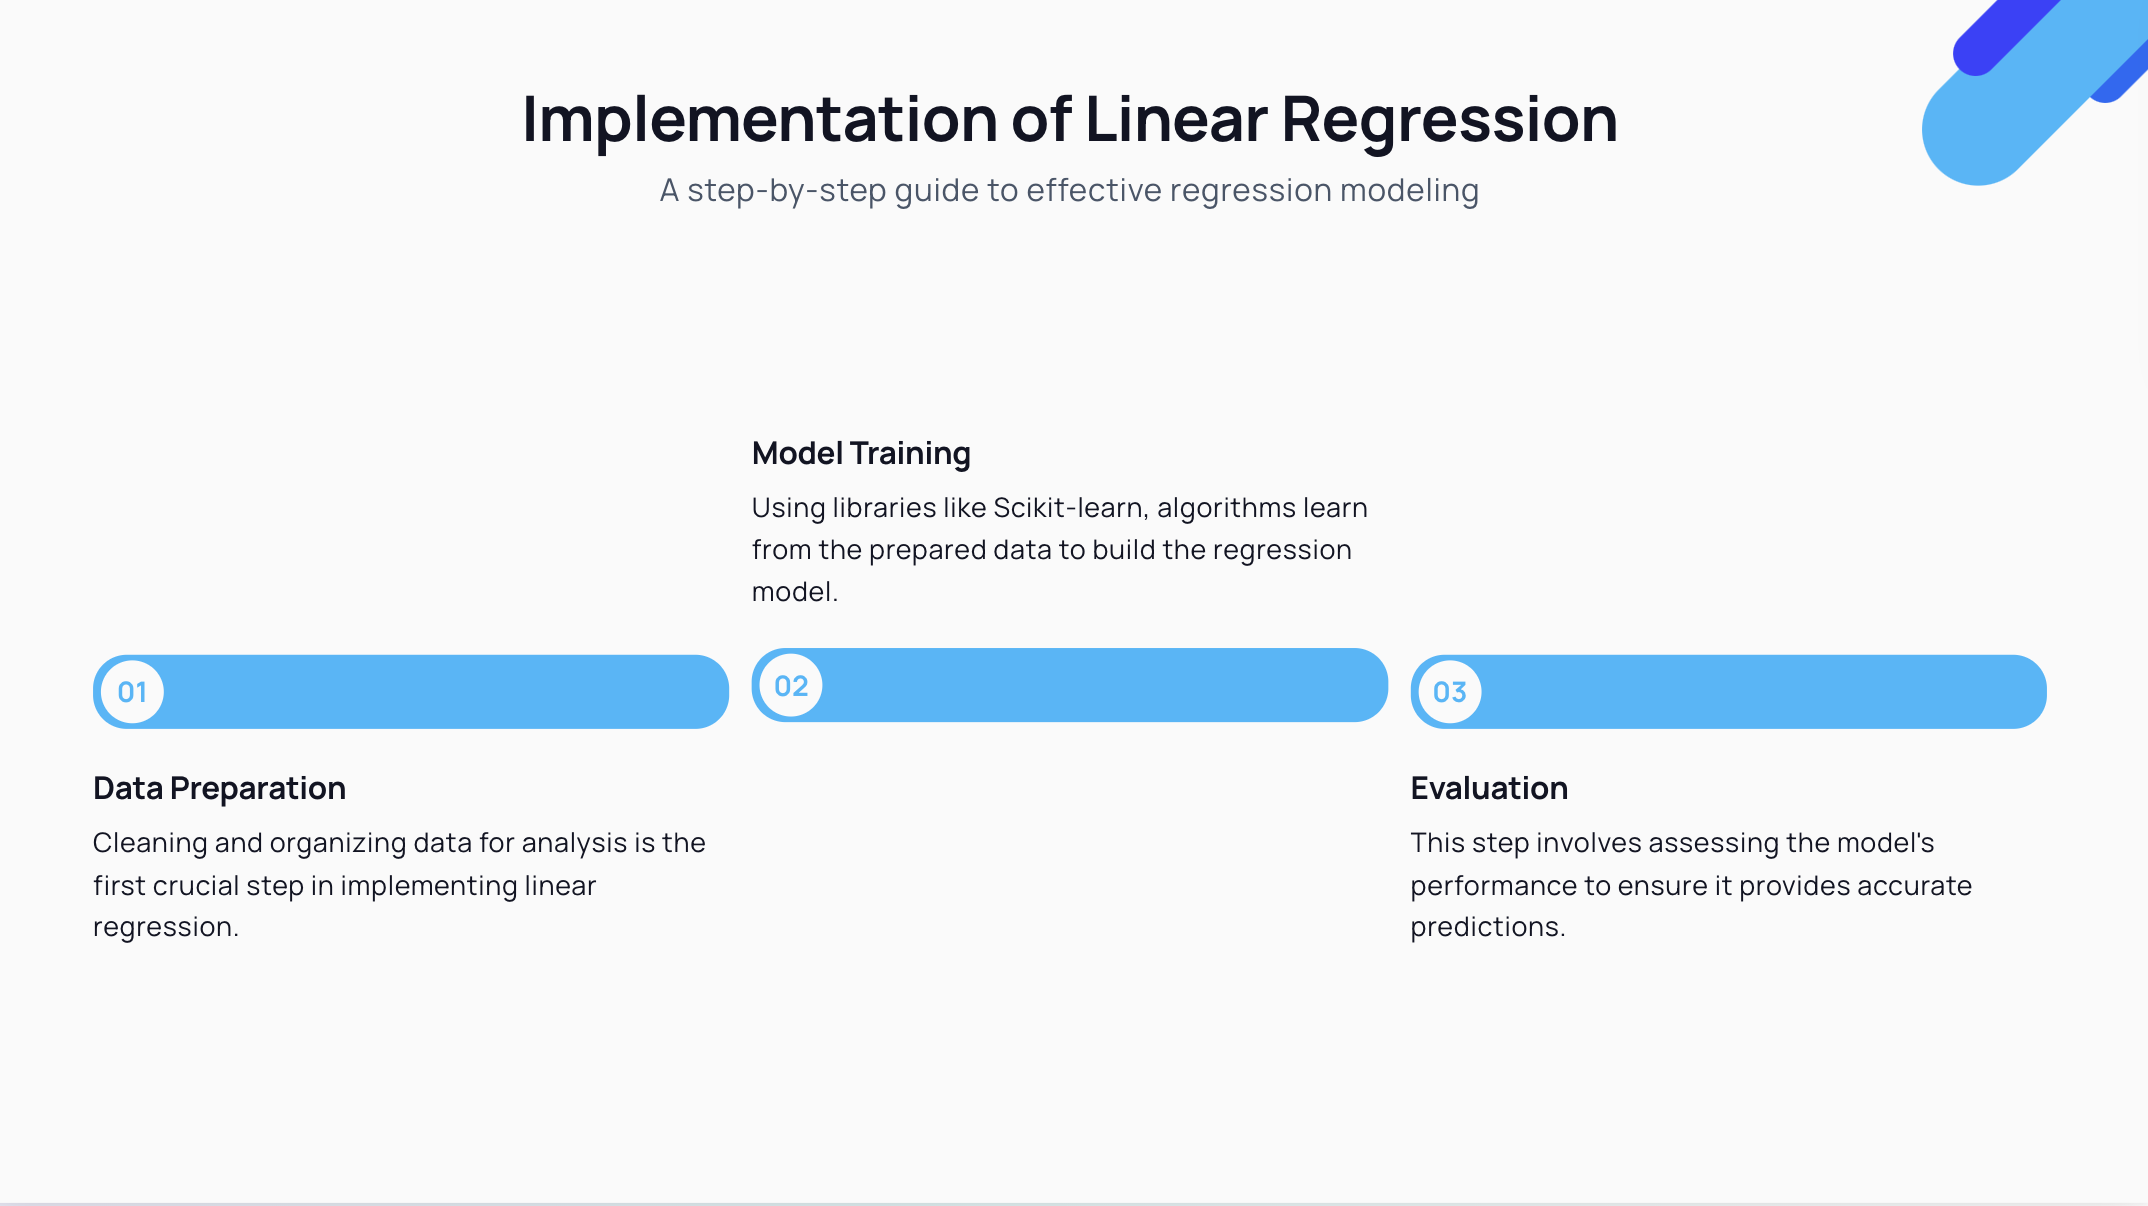 Implementation of Linear Regression
A step-by-step guide to effective regression modeling
01
Data Preparation
Cleaning and organizing data for analysis is the
first crucial step in implementing linear
regression.
Model Training
Using libraries like Scikit-learn, algorithms learn
from the prepared data to build the regression
model.
02
03
Evaluation
This step involves assessing the model's
performance to ensure it provides accurate
predictions.